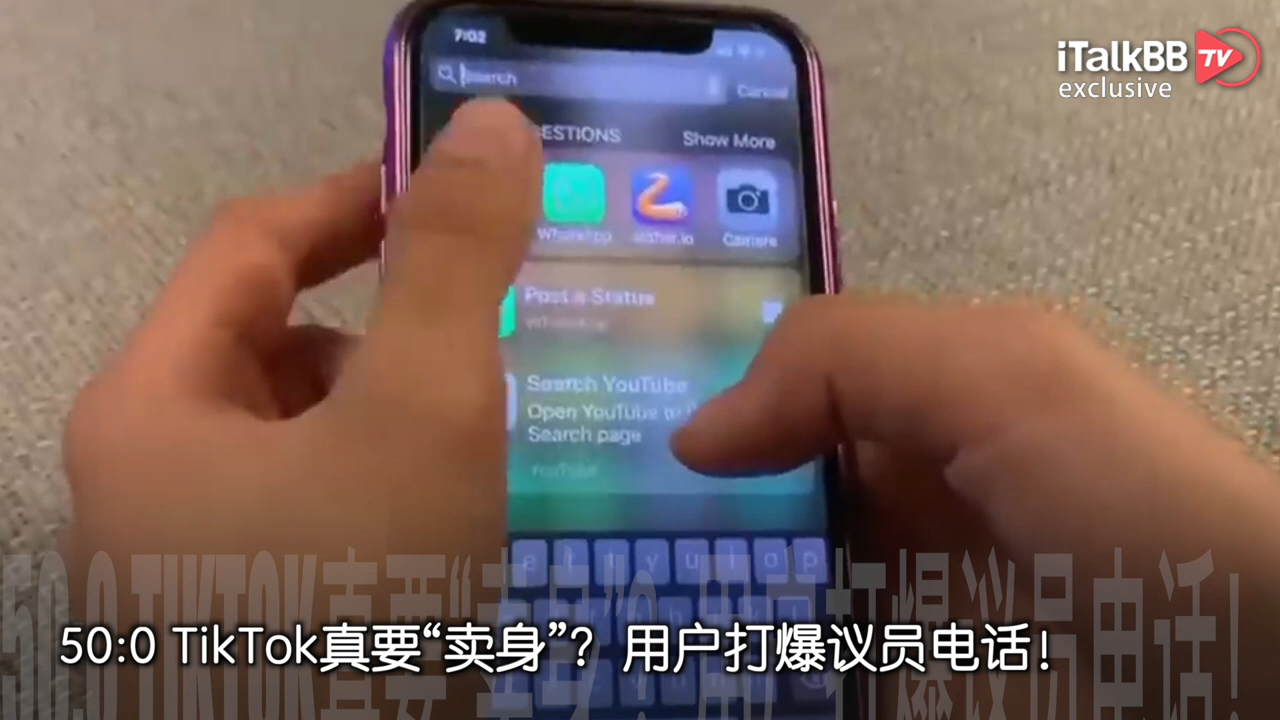 7:02
iTalkBB TV
exclusive
Search
Cancel
Show More
WhatsApp
slither.io
Camera
Post a Status
WhatsApp
Search YouTube
Open YouTube to
Search page
YouTube
50:0 TikTok真要“卖身”？用户打爆议员电话！